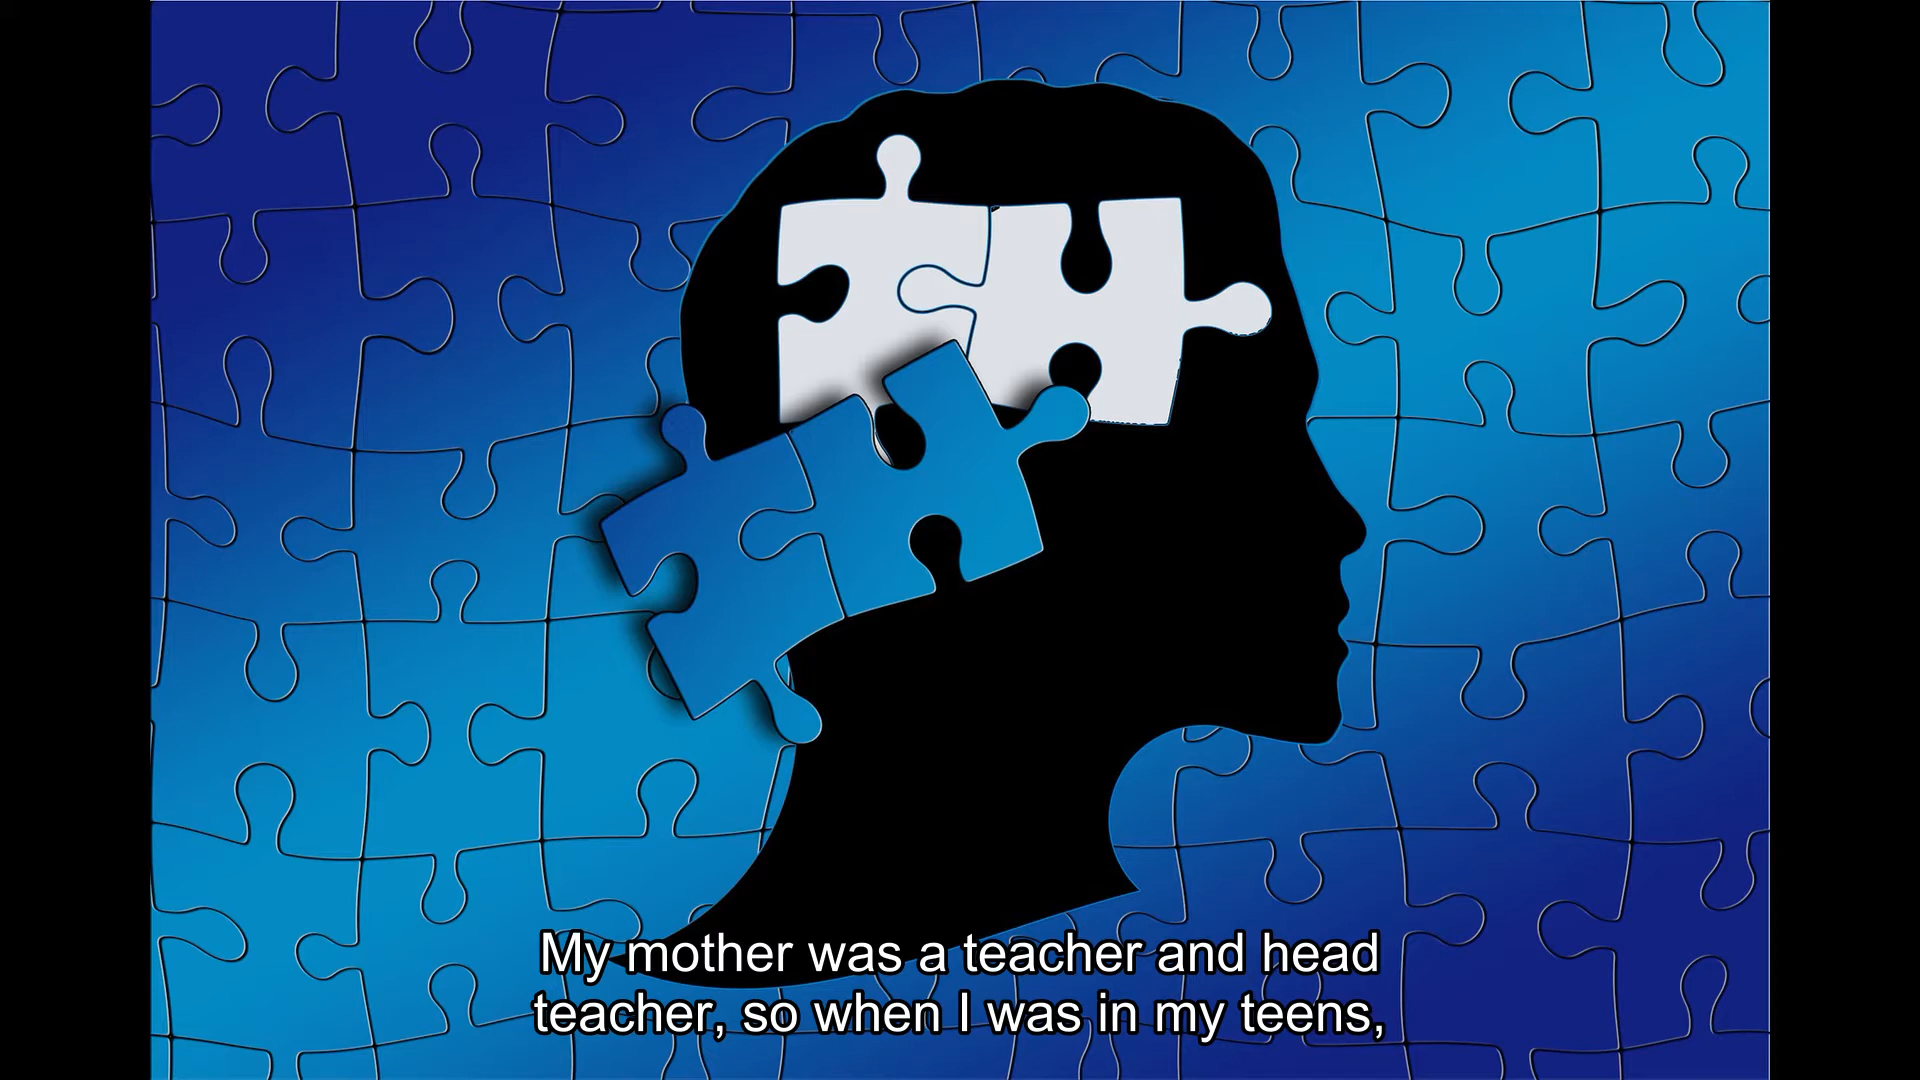 My mother was a teacher and head
teacher, so when I was in my teens,